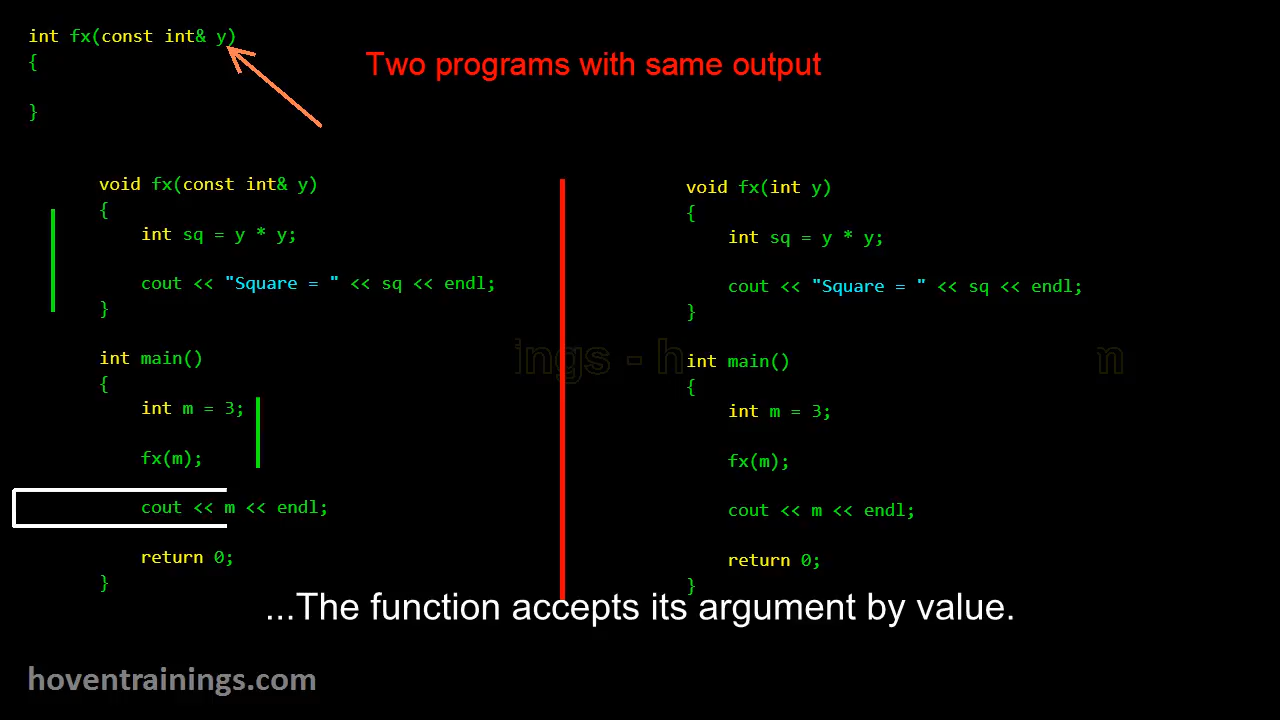 int fx(const int& y)
{
}
Two programs with same output
void fx(const int& y)
{
int sq = y * y;
cout << "Square = " << sq << endl;
}
int main()
{
int m = 3;
fx(m);
cout << m << endl;
return 0;
}
void fx(int y)
{
int sq = y * y;
cout << "Square = " << sq << endl;
}
int main()
{
int m = 3;
fx(m);
cout << m << endl;
return 0;
}
...The function accepts its argument by value.
hoventrainings.com